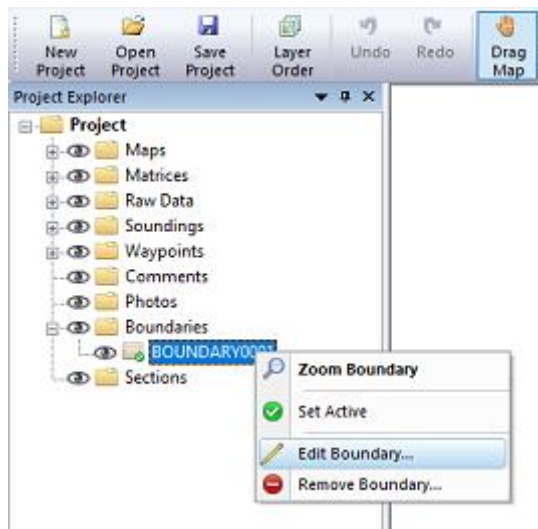 New Open Save Layer Undo Redo Drag
Project Project Project Order Map
Project Explorer
Project
Maps
Matrices
Raw Data
Soundings
Waypoints
Comments
Photos
Boundaries
BOUNDARY0001
Zoom Boundary
Sections
Set Active
Edit Boundary...
Remove Boundary...